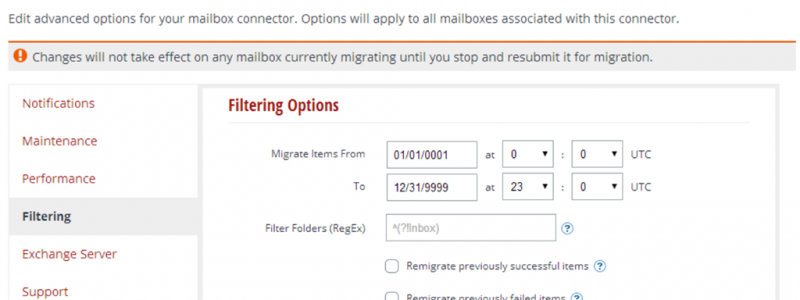 Edit advanced options for your mailbox connector. Options will apply to all mailboxes associated with this connector.
Changes will not take effect on any mailbox currently migrating until you stop and resubmit it for migration.
Notifications
Maintenance
Performance
Filtering
Exchange Server
Support
Filtering Options
Migrate Items From 01/01/0001 at 0 : 0 UTC
To 12/31/9999 at 23 : 0 UTC
Filter Folders (RegEx) ^(?!Inbox) ?
Remigrate previously successful items ?
Remigrate previously failed items ?